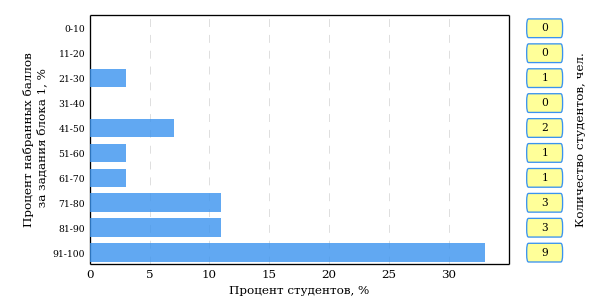 Процент набранных баллов
за задания блока 1, %
0-10 0
11-20 0
21-30 1
31-40 0
41-50 2
51-60 1
61-70 1
71-80 3
81-90 3
91-100 9
0 5 10 15 20 25 30
Процент студентов, %
Количество студентов, чел.